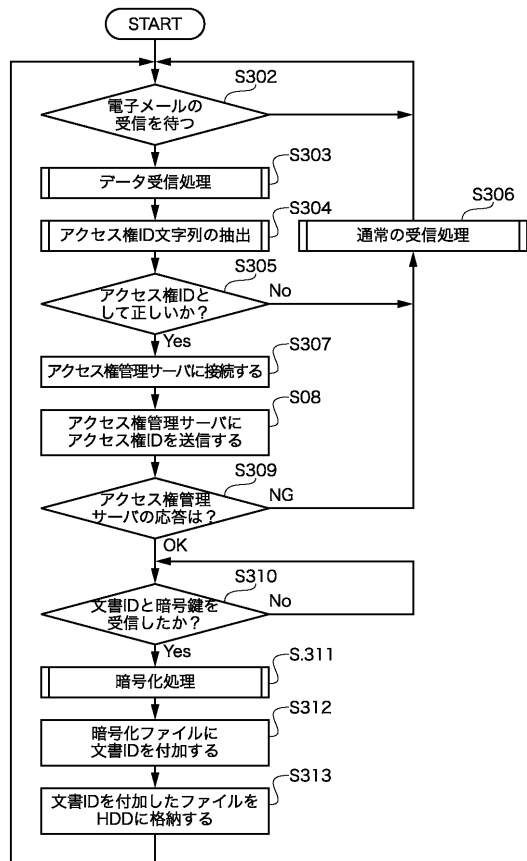 START
S302
電子メールの
受信を待つ
S303
データ受信処理
S304
アクセス権ID文字列の抽出
S306
通常の受信処理
S305
アクセス権IDと
して正しいか？
No
Yes
S307
アクセス権管理サーバに接続する
S08
アクセス権管理サーバに
アクセス権IDを送信する
S309
アクセス権管理
サーバの応答は？
NG
OK
S310
文書IDと暗号鍵を
受信したか？
No
Yes
S.311
暗号化処理
S312
暗号化ファイルに
文書IDを付加する
S313
文書IDを付加したファイルを
HDDに格納する